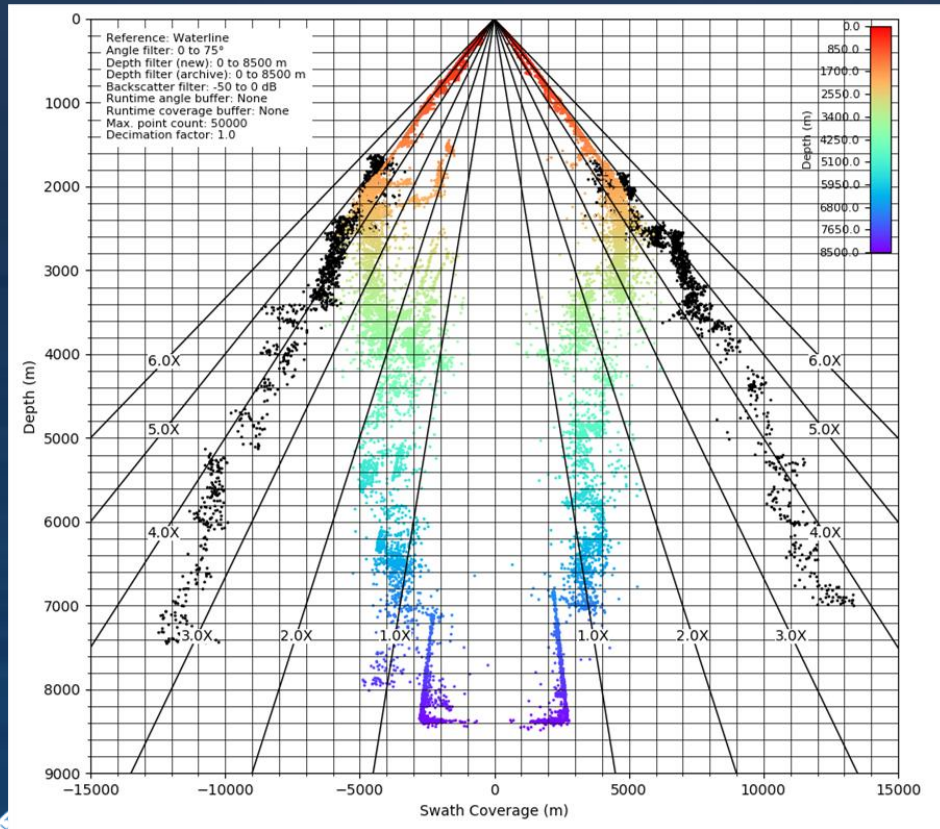 0
Reference: Waterline
Angle filter: 0 to 75°
Depth filter (new): 0 to 8500 m
Depth filter (archive): 0 to 8500 m
Backscatter filter: -50 to 0 dB
Runtime angle buffer: None
Runtime coverage buffer: None
Max. point count: 50000
Decimation factor: 1.0
0.0
850.0
1700.0
2550.0
3400.0
4250.0
5100.0
5950.0
6800.0
7650.0
8500.0
Depth (m)
1000
2000
3000
4000
5000
6000
7000
8000
9000
Depth (m)
6.0X 6.0X
5.0X 5.0X
4.0X 4.0X
3.0X 2.0X 1.0X 1.0X 2.0X 3.0X
−15000 −10000 −5000 0 5000 10000 15000
Swath Coverage (m)